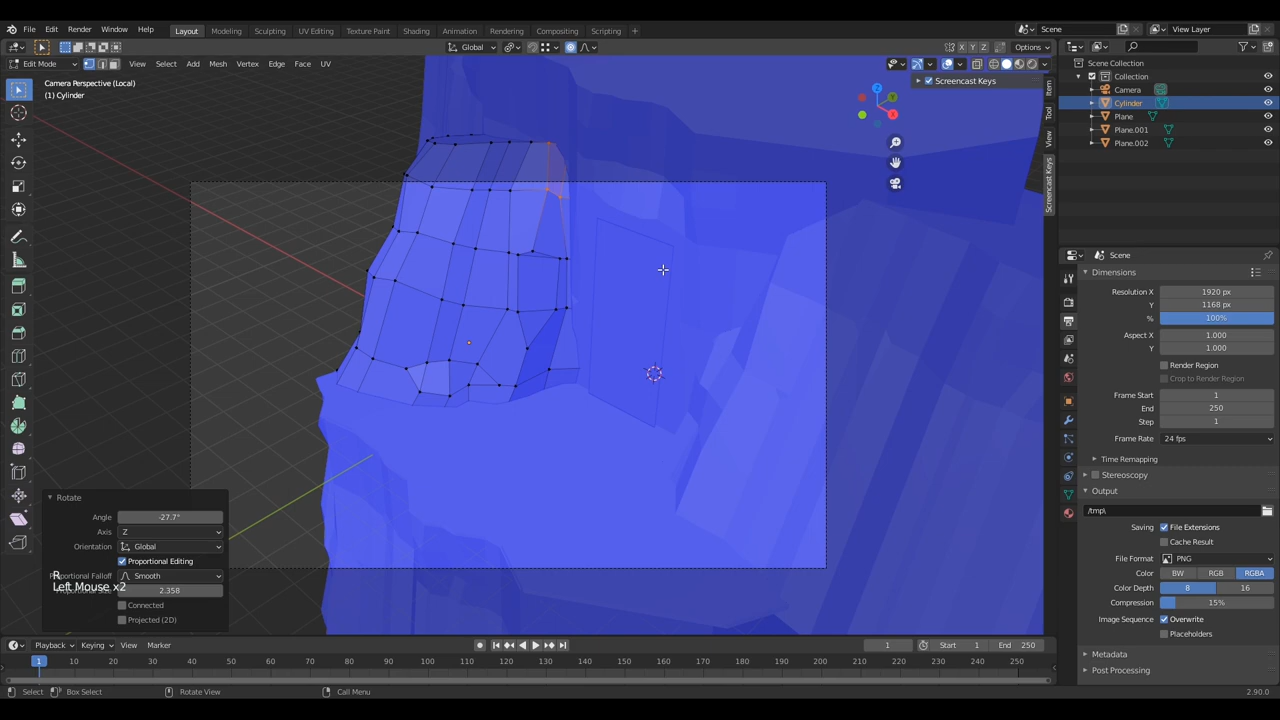 File Edit Render Window Help Layout Modeling Sculpting UV Editing Texture Paint Shading Animation Rendering Compositing Scripting + Scene View Layer
Global X Y Z Options
Edit Mode View Select Add Mesh Vertex Edge Face UV
Camera Perspective (Local)
(1) Cylinder
Screencast Keys
Z
Y
X
Item
Tool
View
Screencast Keys
Scene Collection
Collection
Camera
Cylinder
Plane
Plane.001
Plane.002
Scene
Dimensions
Resolution X 1920 px
Y 1168 px
% 100%
Aspect X 1.000
Y 1.000
Render Region
Crop to Render Region
Frame Start 1
End 250
Step 1
Frame Rate 24 fps
Time Remapping
Stereoscopy
Output
/tmp\
Saving File Extensions
Cache Result
File Format PNG
Color BW RGB RGBA
Color Depth 8 16
Compression 15%
Image Sequence Overwrite
Placeholders
Metadata
Post Processing
Rotate
Angle -27.7°
Axis Z
Orientation Global
Proportional Editing
R
Proportional Falloff Smooth
Left Mouse x2
2.358
Connected
Projected (2D)
Playback Keying View Marker 1 Start 1 End 250
1 10 20 30 40 50 60 70 80 90 100 110 120 130 140 150 160 170 180 190 200 210 220 230 240 250
Select Box Select Rotate View Call Menu 2.90.0